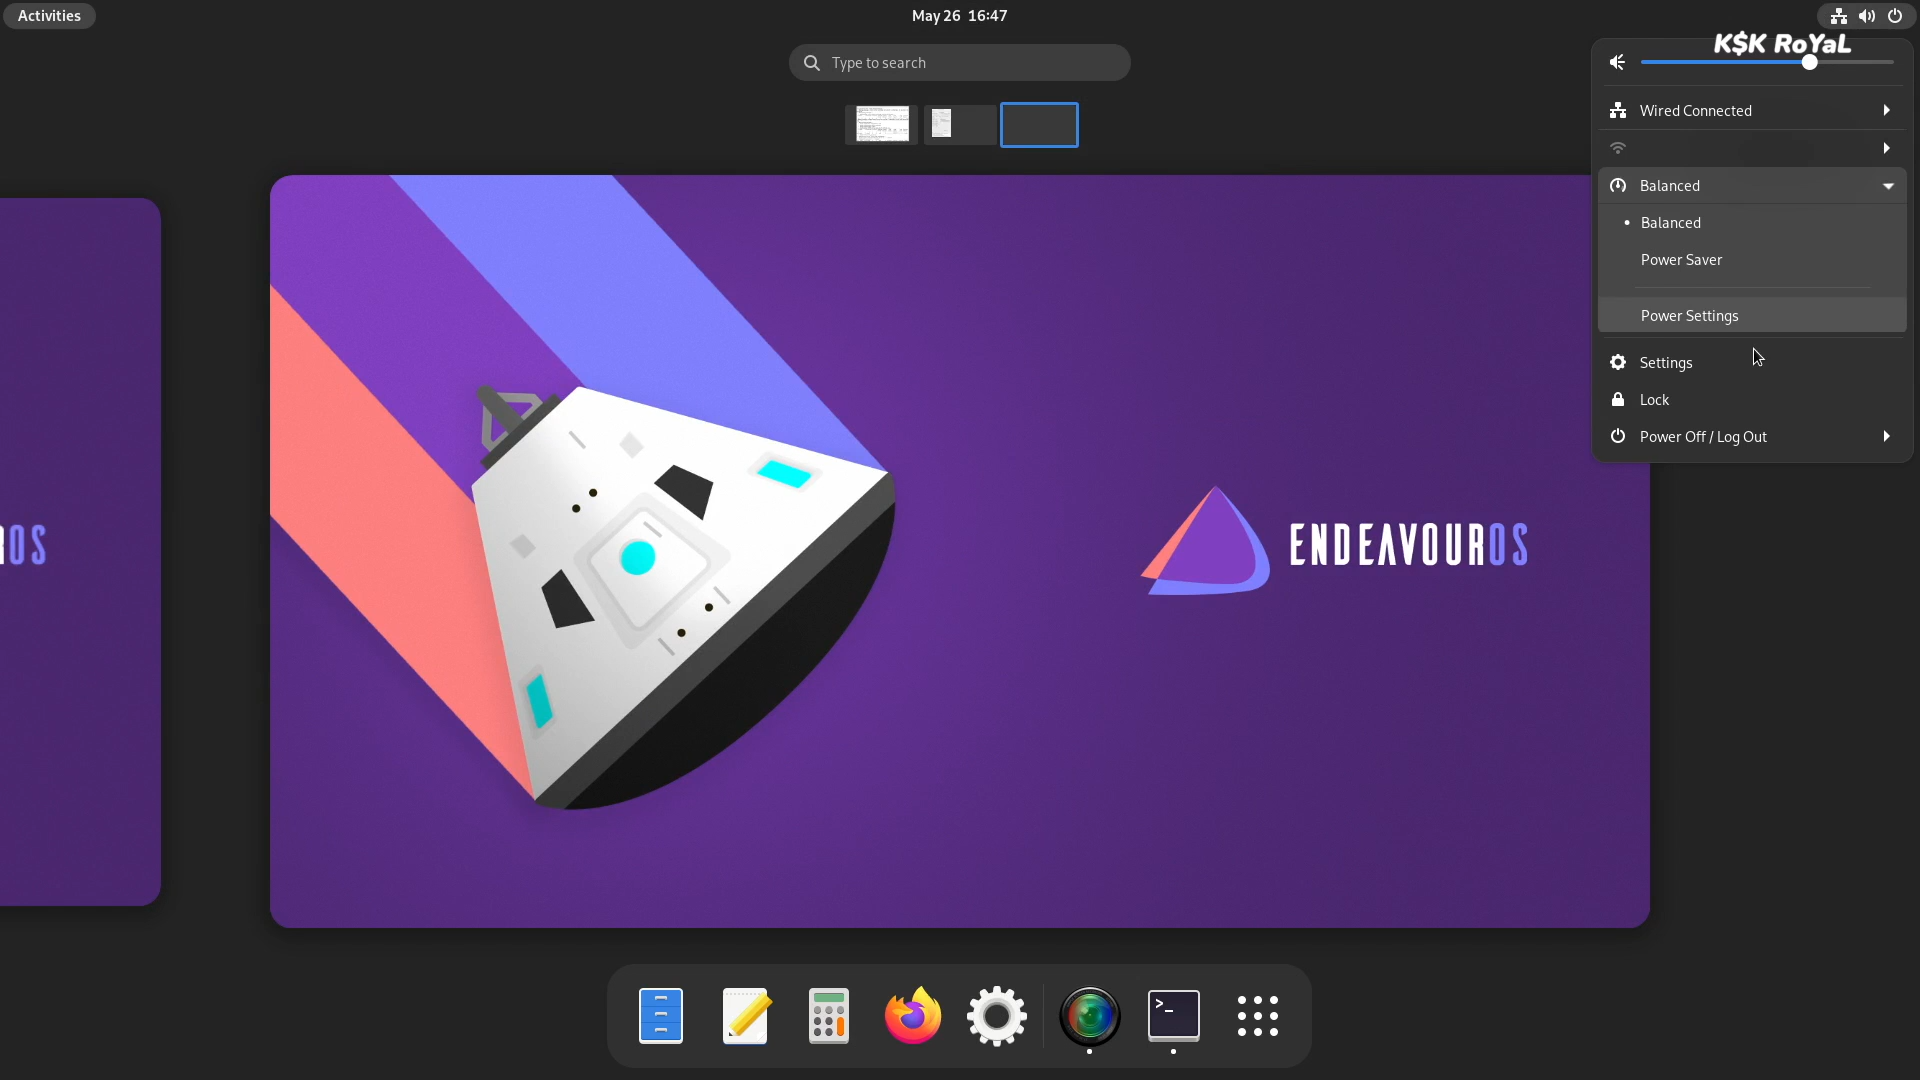 Activities
May 26 16:47
K$K RoYaL
Type to search
Wired Connected
Balanced
Balanced
Power Saver
Power Settings
Settings
Lock
Power Off / Log Out
OS
ENDEAVOUROS
>_